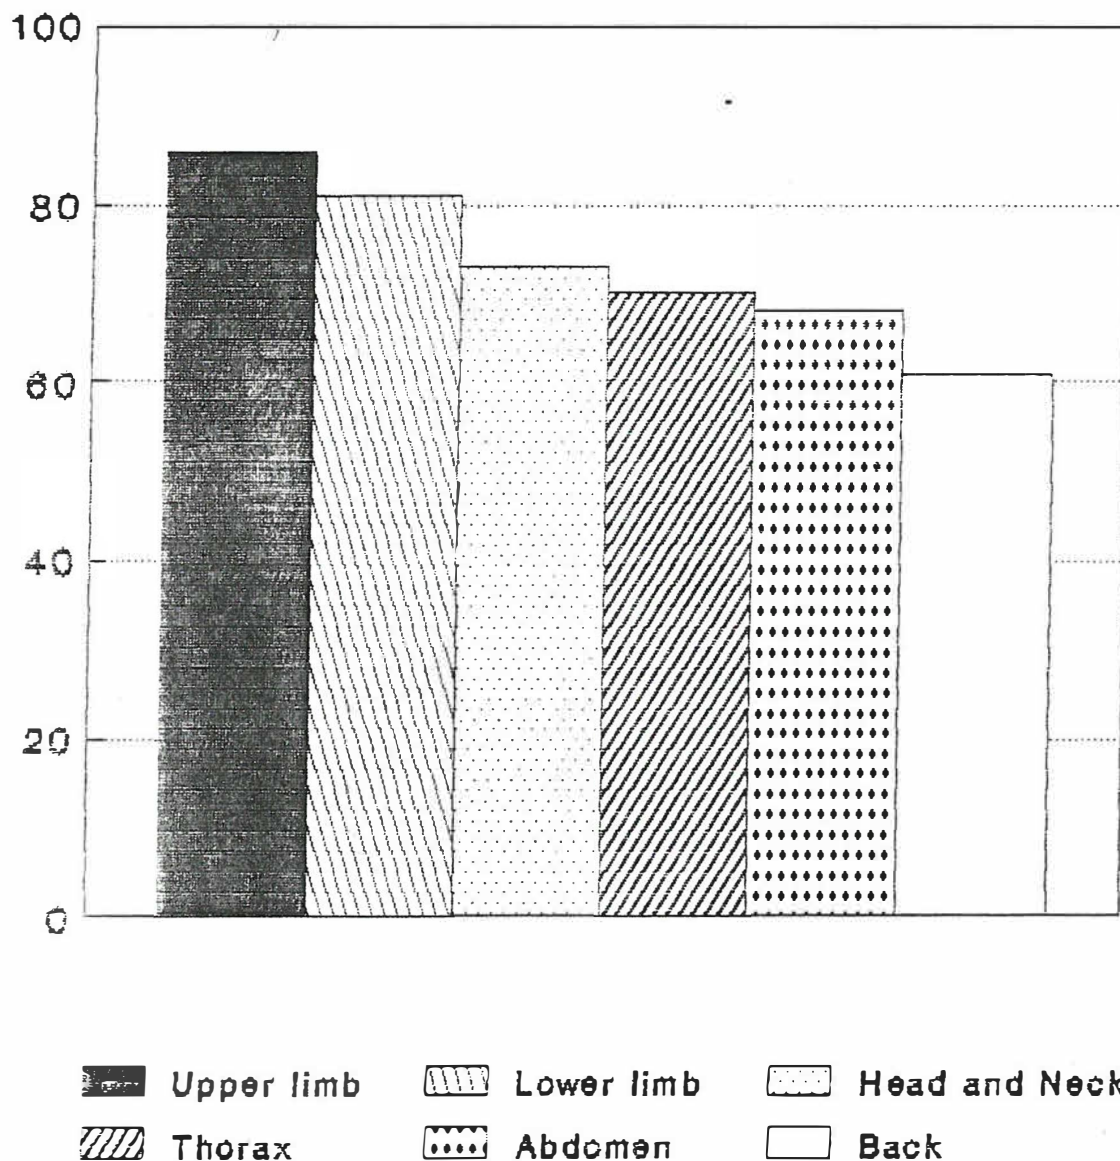 100
80
60
40
20
0
Upper limb
Lower limb
Head and Neck
Thorax
Abdomen
Back